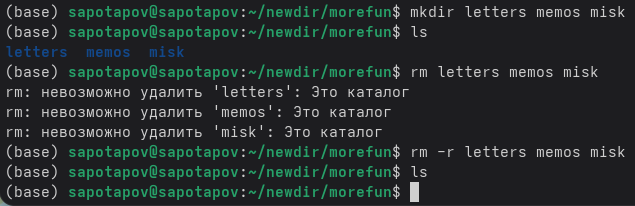 (base) sapotapov@sapotapov:~/newdir/morefun$ mkdir letters memos misk
(base) sapotapov@sapotapov:~/newdir/morefun$ ls
letters  memos  misk
(base) sapotapov@sapotapov:~/newdir/morefun$ rm letters memos misk
rm: невозможно удалить 'letters': Это каталог
rm: невозможно удалить 'memos': Это каталог
rm: невозможно удалить 'misk': Это каталог
(base) sapotapov@sapotapov:~/newdir/morefun$ rm -r letters memos misk
(base) sapotapov@sapotapov:~/newdir/morefun$ ls
(base) sapotapov@sapotapov:~/newdir/morefun$